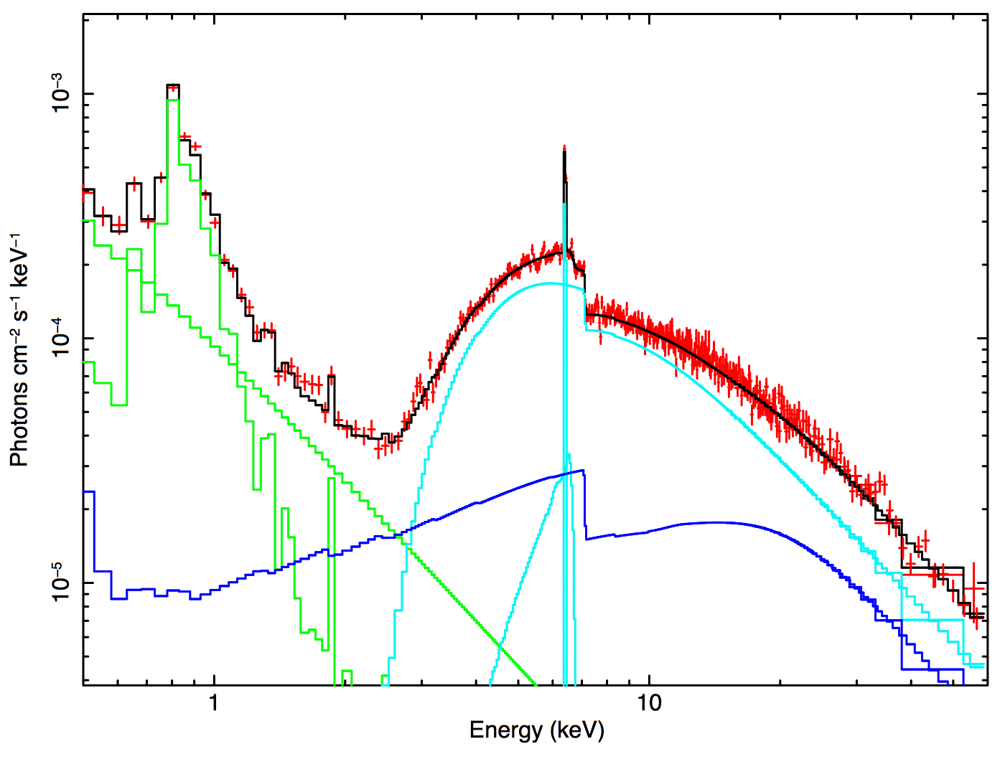 Photons cm⁻² s⁻¹ keV⁻¹
10⁻³
10⁻⁴
10⁻⁵
1
10
Energy (keV)